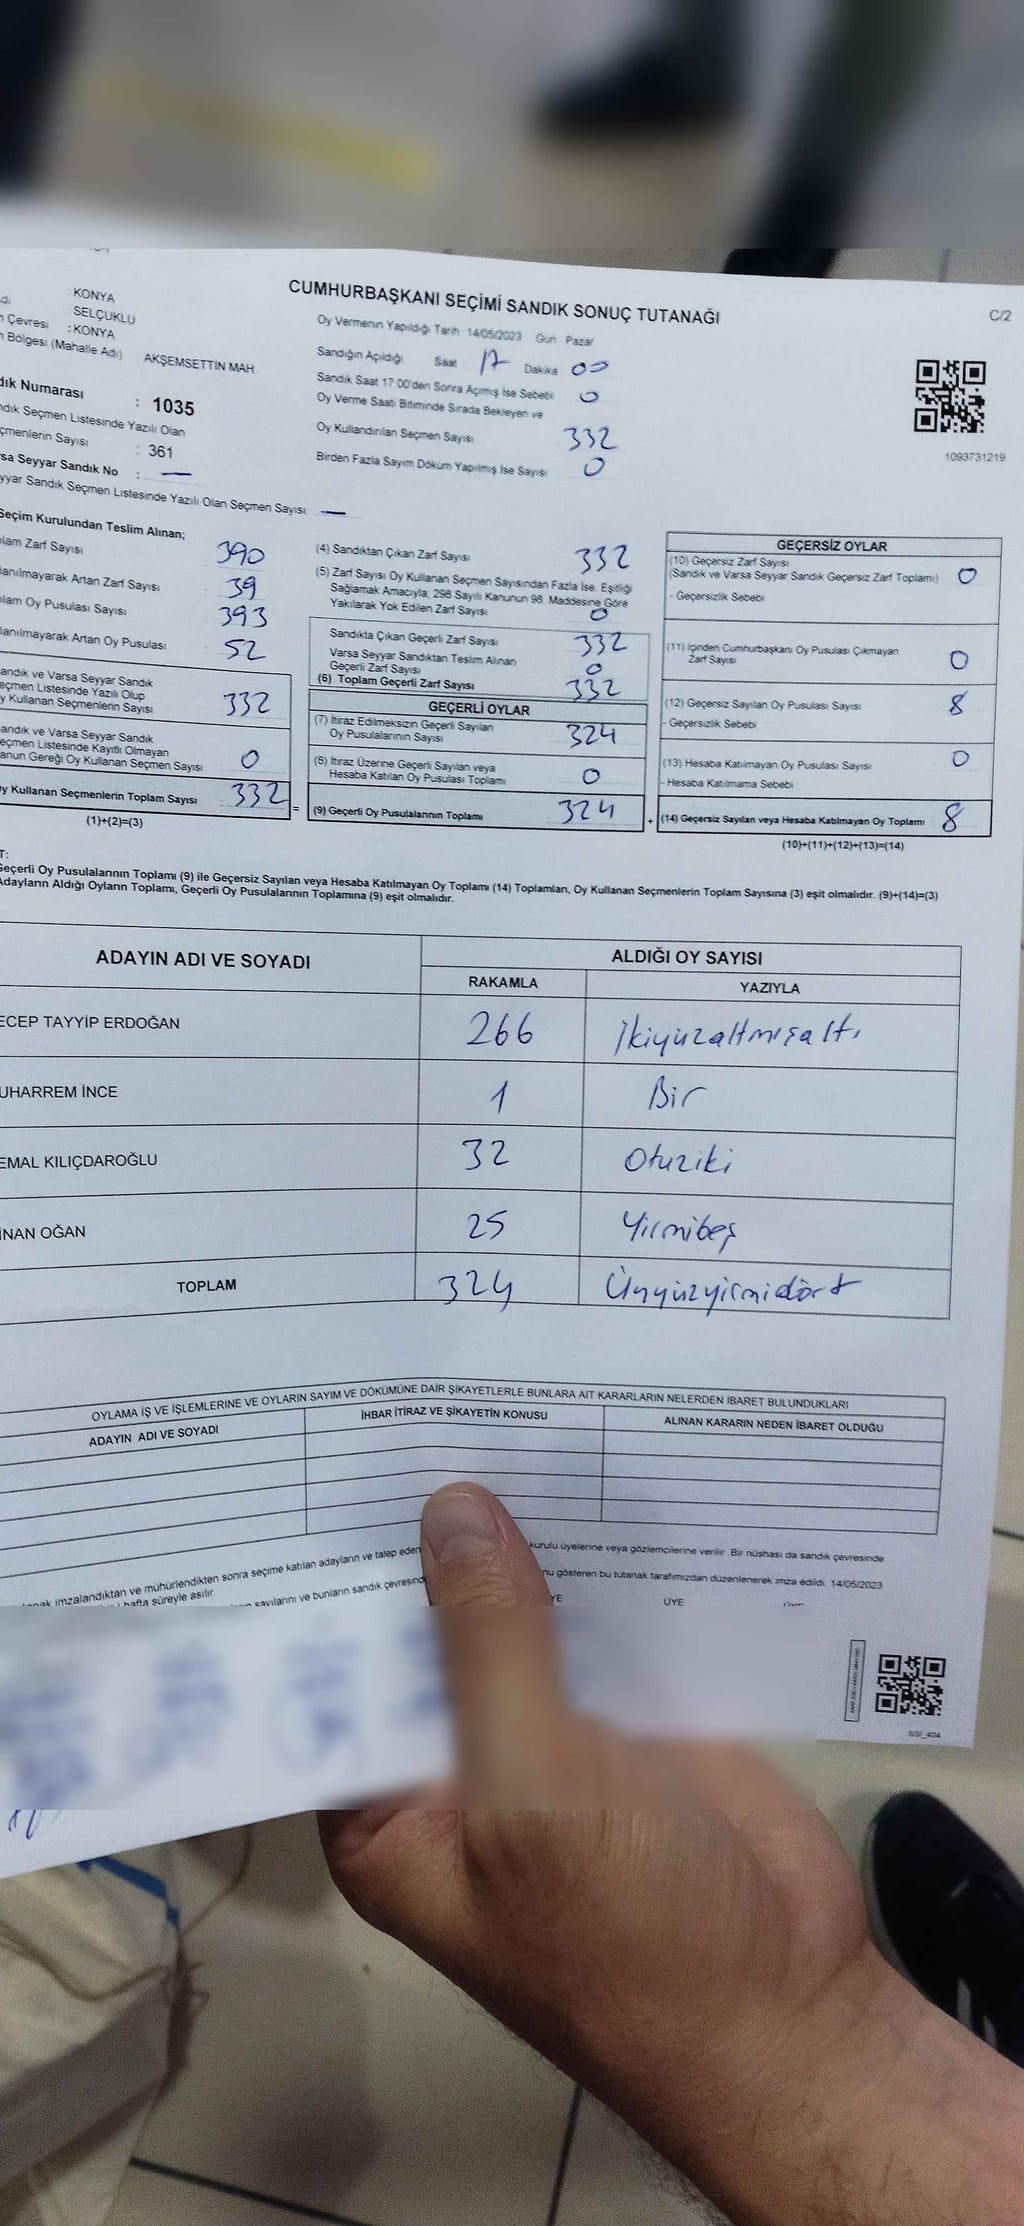 CUMHURBAŞKANI SEÇİMİ SANDIK SONUÇ TUTANAĞI
C/2
KONYA
: SELÇUKLU
Çevresi : KONYA
Bölgesi (Mahalle Adı) AKŞEMSETTİN MAH
dık Numarası : 1035
ndık Seçmen Listesinde Yazılı Olan
çmenlerin Sayısı : 361
rsa Seyyar Sandık No : —
yyar Sandık Seçmen Listesinde Yazılı Olan Seçmen Sayısı: —
Oy Vermenin Yapıldığı Tarih 14/05/2023 Gün Pazar
Sandığın Açıldığı Saat 17 Dakika 00
Sandık Saat 17:00'den Sonra Açımış İse Sebebi 0
Oy Verme Saati Bitiminde Sırada Bekleyen ve
Oy Kullandırılan Seçmen Sayısı 332
Birden Fazla Sayım Döküm Yapılmış İse Sayısı 0
1093731219
Seçim Kurulundan Teslim Alınan;
lam Zarf Sayısı 390
lanılmayarak Artan Zarf Sayısı 39
lam Oy Pusulası Sayısı 393
lanılmayarak Artan Oy Pusulası 52
andık ve Varsa Seyyar Sandık
eçmen Listesinde Yazılı Olup
y Kullanan Seçmenlerin Sayısı 332
andık ve Varsa Seyyar Sandık
eçmen Listesinde Kayıtlı Olmayan
anun Gereği Oy Kullanan Seçmen Sayısı 0
y Kullanan Seçmenlerin Toplam Sayısı 332 =
(1)+(2)=(3)
(4) Sandıktan Çıkan Zarf Sayısı 332
(5) Zarf Sayısı Oy Kullanan Seçmen Sayısından Fazla İse, Eşitliği
Sağlamak Amacıyla; 298 Sayılı Kanunun 98. Maddesine Göre
Yakılarak Yok Edilen Zarf Sayısı 0
Sandıkta Çıkan Geçerli Zarf Sayısı 332
Varsa Seyyar Sandıktan Teslim Alınan
Geçerli Zarf Sayısı 0
(6) Toplam Geçerli Zarf Sayısı 332
GEÇERLİ OYLAR
(7) İtiraz Edilmeksizin Geçerli Sayılan
Oy Pusulalarının Sayısı 324
(8) İtiraz Üzerine Geçerli Sayılan veya
Hesaba Katılan Oy Pusulası Toplamı 0
(9) Geçerli Oy Pusulalarının Toplamı 324 +
GEÇERSİZ OYLAR
(10) Geçersiz Zarf Sayısı
(Sandık ve Varsa Seyyar Sandık Geçersiz Zarf Toplamı) 0
- Geçersizlik Sebebi
(11) İçinden Cumhurbaşkanı Oy Pusulası Çıkmayan
Zarf Sayısı 0
(12) Geçersiz Sayılan Oy Pusulası Sayısı 8
- Geçersizlik Sebebi
(13) Hesaba Katılmayan Oy Pusulası Sayısı 0
- Hesaba Katılmama Sebebi
(14) Geçersiz Sayılan veya Hesaba Katılmayan Oy Toplamı 8
(10)+(11)+(12)+(13)=(14)
T:
Geçerli Oy Pusulalarının Toplamı (9) ile Geçersiz Sayılan veya Hesaba Katılmayan Oy Toplamı (14) Toplamları, Oy Kullanan Seçmenlerin Toplam Sayısına (3) eşit olmalıdır. (9)+(14)=(3)
Adayların Aldığı Oyların Toplamı, Geçerli Oy Pusulalarının Toplamına (9) eşit olmalıdır.
ADAYIN ADI VE SOYADI ALDIĞI OY SAYISI
RAKAMLA YAZIYLA
ECEP TAYYİP ERDOĞAN 266 İkiyüzaltmışaltı
UHARREM İNCE 1 Bir
EMAL KILIÇDAROĞLU 32 Otuziki
İNAN OĞAN 25 Yirmibeş
TOPLAM 324 Üçyüzyirmidört
OYLAMA İŞ VE İŞLEMLERİNE VE OYLARIN SAYIM VE DÖKÜMÜNE DAİR ŞİKAYETLERLE BUNLARA AİT KARARLARIN NELERDEN İBARET BULUNDUKLARI
ADAYIN ADI VE SOYADI İHBAR İTİRAZ VE ŞİKAYETİN KONUSU ALINAN KARARIN NEDEN İBARET OLDUĞU
imzalandıktan ve mühürlendikten sonra seçime katılan adayların ve talep eden kurulu üyelerine veya gözlemcilerine verilir. Bir nüshası da sandık çevresinde
hafta süreyle asılır.
sayılarını ve bunların sandık çevresinde nu gösteren bu tutanak tarafımızdan düzenlenerek imza edildi. 14/05/2023
YE ÜYE
SSI_404